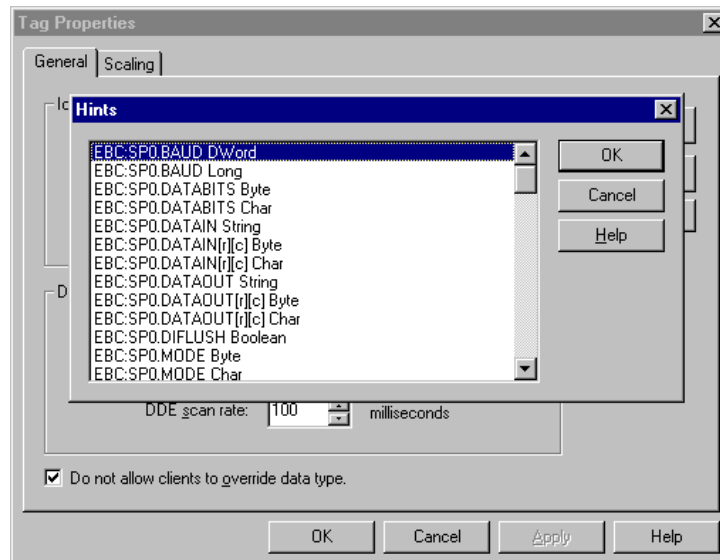 Tag Properties
General
Scaling
Ic
Hints
EBC:SP0.BAUD DWord
EBC:SP0.BAUD Long
EBC:SP0.DATABITS Byte
EBC:SP0.DATABITS Char
EBC:SP0.DATAIN String
EBC:SP0.DATAIN[r][c] Byte
EBC:SP0.DATAIN[r][c] Char
EBC:SP0.DATAOUT String
EBC:SP0.DATAOUT[r][c] Byte
EBC:SP0.DATAOUT[r][c] Char
EBC:SP0.DIFLUSH Boolean
EBC:SP0.MODE Byte
EBC:SP0.MODE Char
OK
Cancel
Help
D
DDE scan rate: 100 milliseconds
Do not allow clients to override data type.
OK Cancel Apply Help